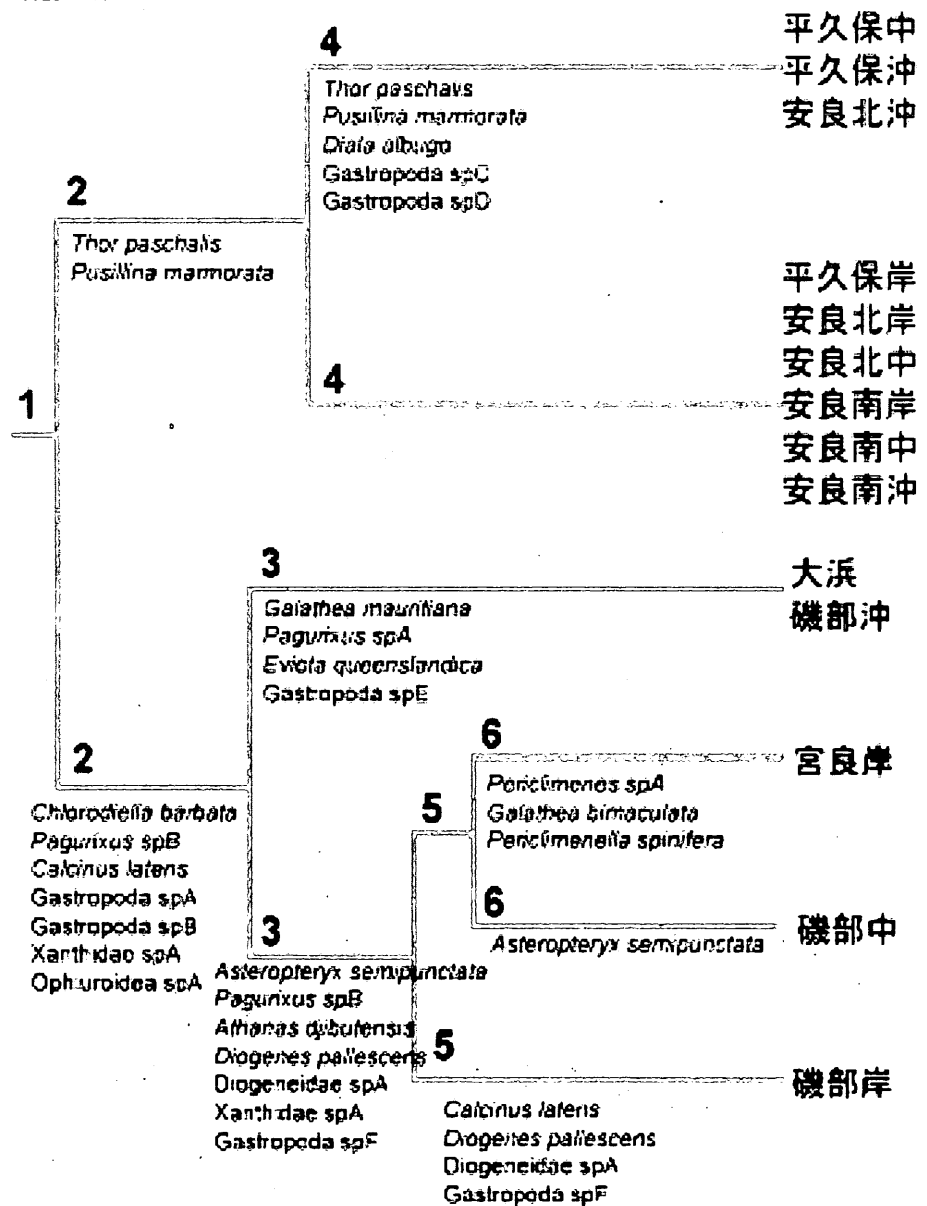 4
平久保中
平久保沖
安良北沖
Thor paschalis
Pusillina marmorata
Diala albugo
Gastropoda spC
Gastropoda spD
2
Thor paschalis
Pusillina marmorata
平久保岸
安良北岸
安良北中
安良南岸
安良南中
安良南沖
4
1
3
大浜
磯部沖
Galathea mauritiana
Pagurixus spA
Eviota queenslandica
Gastropoda spE
2
Chlorodiella barbata
Pagurixus spB
Calcinus latens
Gastropoda spA
Gastropoda spB
Xanthidae spA
Ophiuroidea spA
6
宮良岸
Periclimenes spA
Galathea bimaculata
Periclimenella spinifera
5
6
磯部中
Asteropteryx semipunctata
3
Asteropteryx semipunctata
Pagurixus spB
Athanas djiboutensis
Diogenes pallescens
Diogeneidae spA
Xanthidae spA
Gastropoda spF
5
磯部岸
Calcinus latens
Diogenes pallescens
Diogeneidae spA
Gastropoda spF